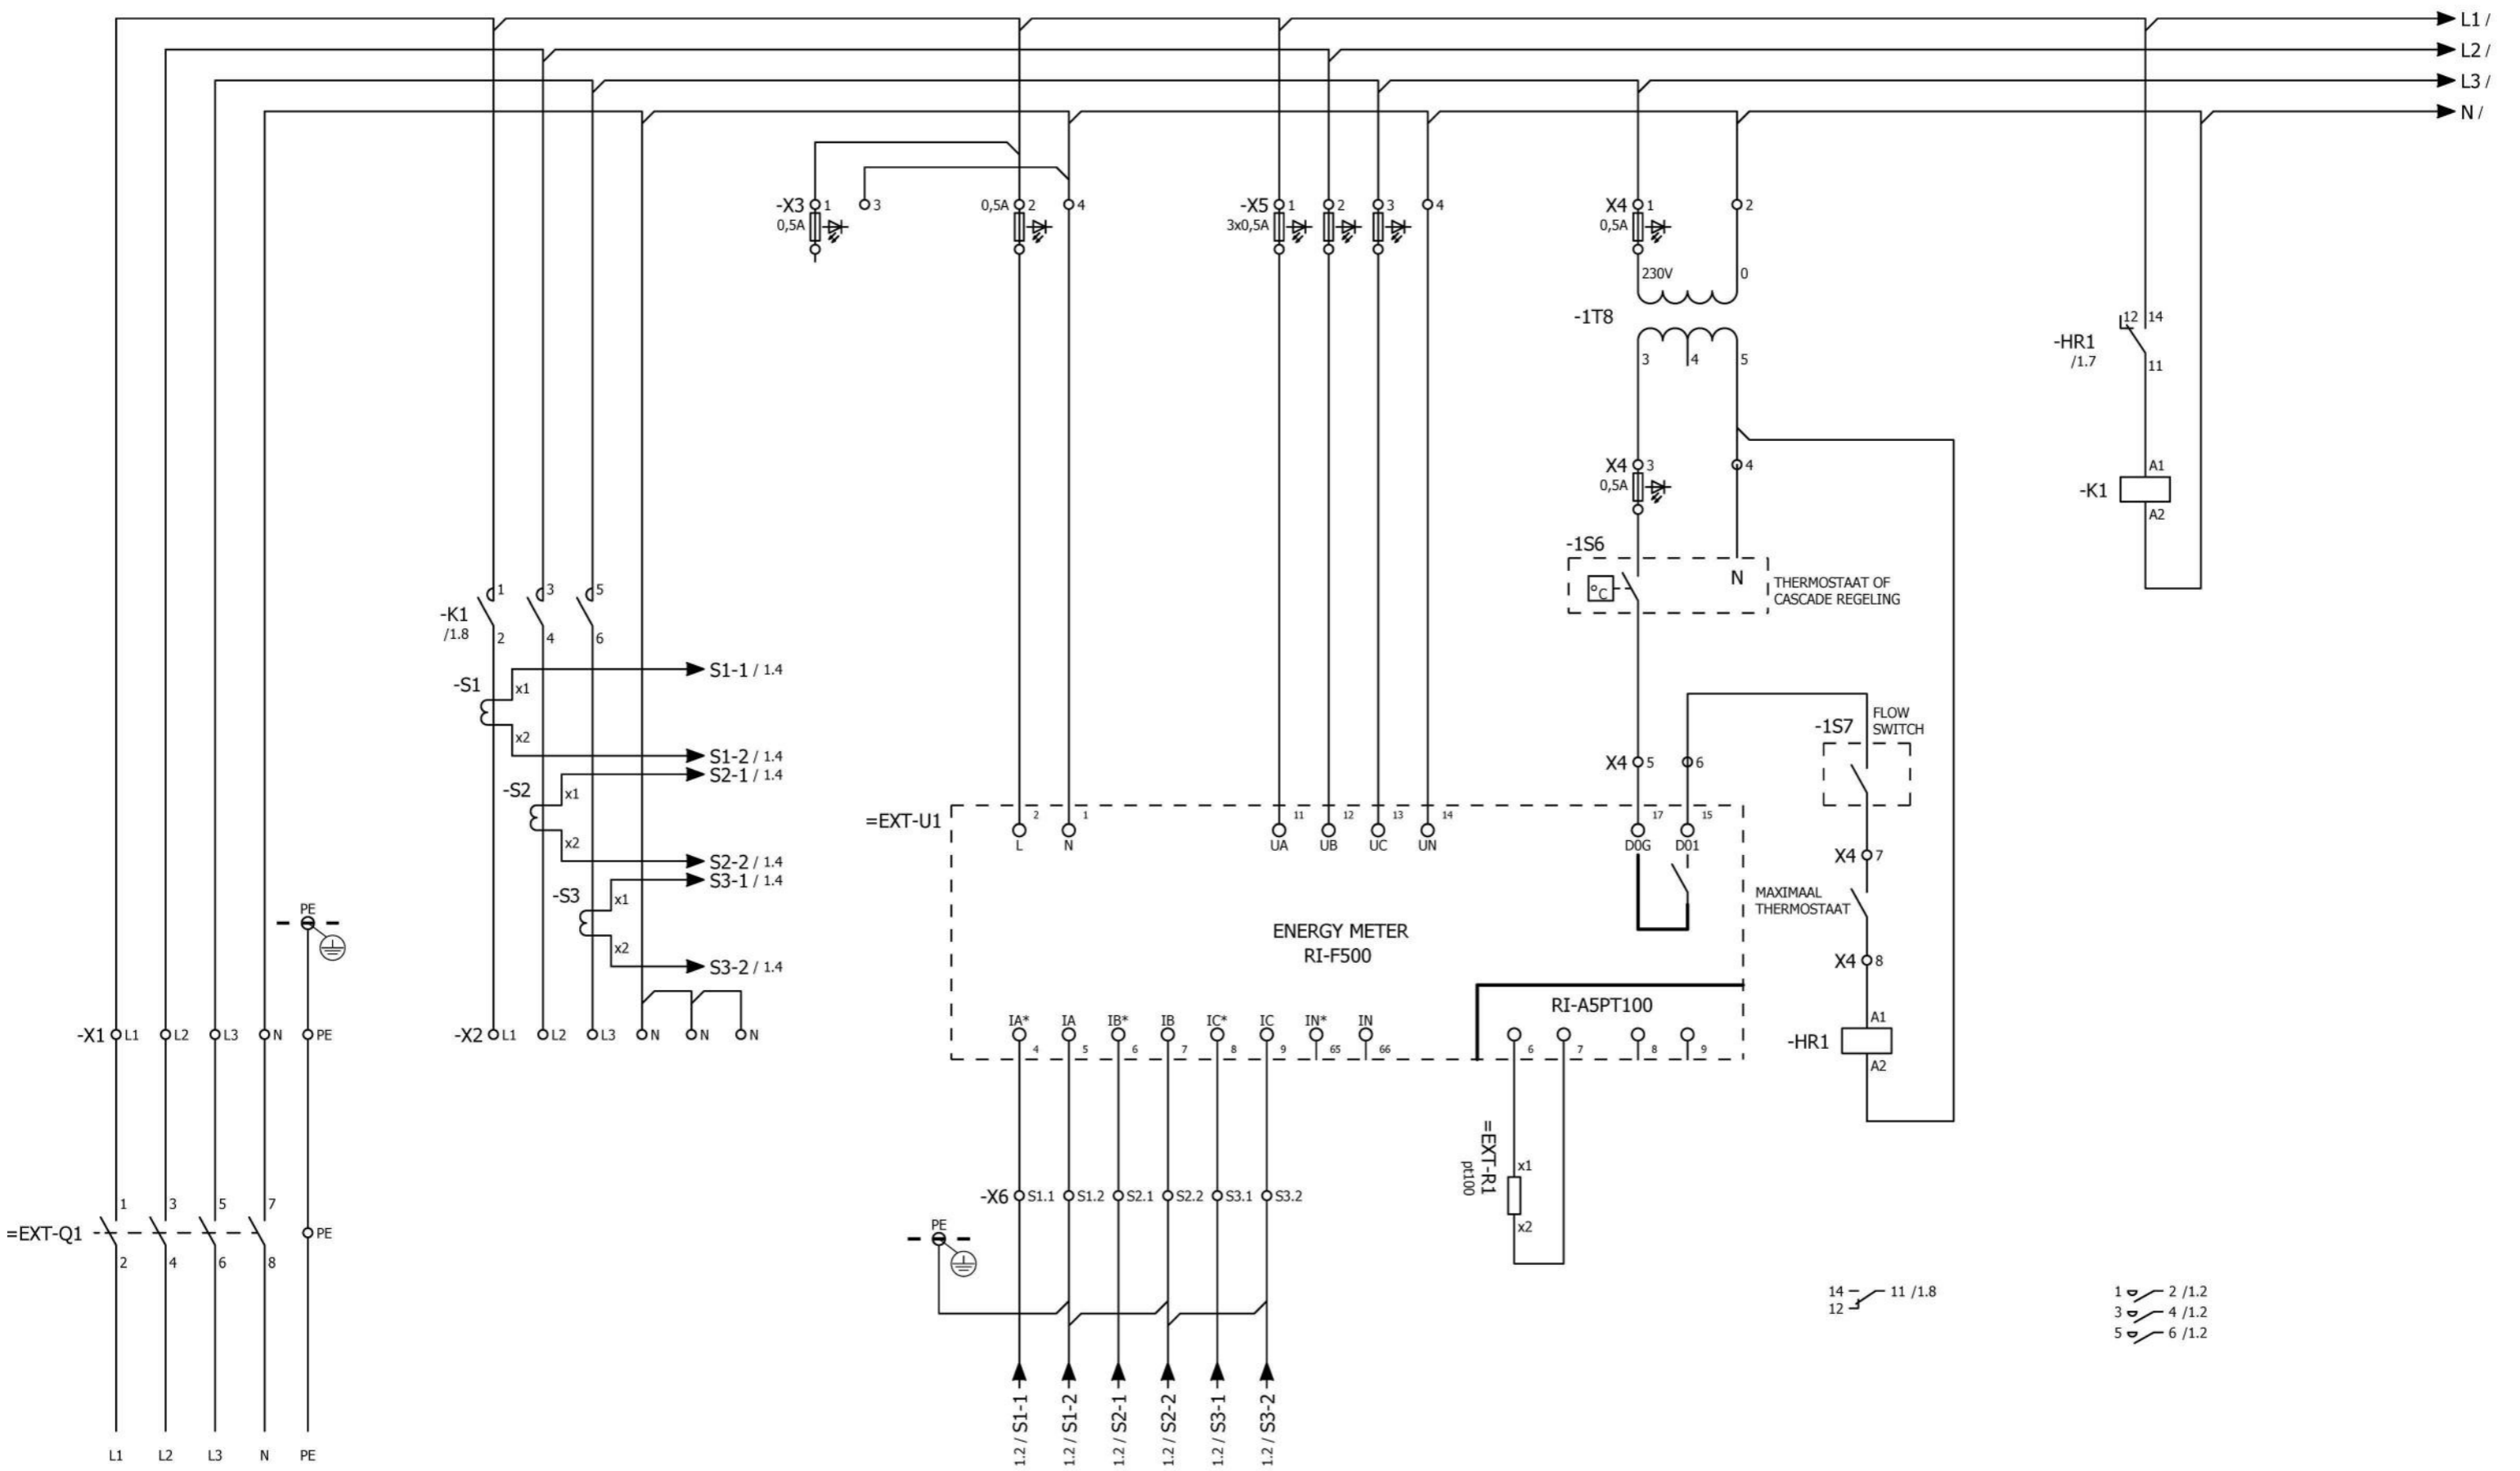 L1 /
L2 /
L3 /
N /
-X3 1 3
0,5A
0,5A 2 4
-X5 1 2 3 4
3x0,5A
X4 1 2
0,5A
230V 0
-1T8
3 4 5
12 14
-HR1
/1.7
11
X4 3 4
0,5A
A1
-K1
A2
-1S6
°C
N
THERMOSTAAT OF
CASCADE REGELING
1 3 5
-K1
/1.8
2 4 6
S1-1 / 1.4
-S1
x1
x2
S1-2 / 1.4
S2-1 / 1.4
-S2
x1
x2
S2-2 / 1.4
S3-1 / 1.4
-S3
x1
x2
S3-2 / 1.4
FLOW
SWITCH
-1S7
X4 5 6
=EXT-U1
2 1 11 12 13 14 17 15
L N UA UB UC UN D0G D01
X4 7
MAXIMAAL
THERMOSTAAT
X4 8
ENERGY METER
RI-F500
RI-A5PT100
PE
-X1 L1 L2 L3 N PE
-X2 L1 L2 L3 N N N
IA* IA IB* IB IC* IC IN* IN
4 5 6 7 8 9 65 66
6 7 8 9
A1
-HR1
A2
=EXT-R1
pt100
x1
x2
-X6 S1.1 S1.2 S2.1 S2.2 S3.1 S3.2
PE
1 3 5 7
=EXT-Q1 PE
2 4 6 8
14 11 /1.8
12
1 2 /1.2
3 4 /1.2
5 6 /1.2
1.2 / S1-1
1.2 / S1-2
1.2 / S2-1
1.2 / S2-2
1.2 / S3-1
1.2 / S3-2
L1 L2 L3 N PE